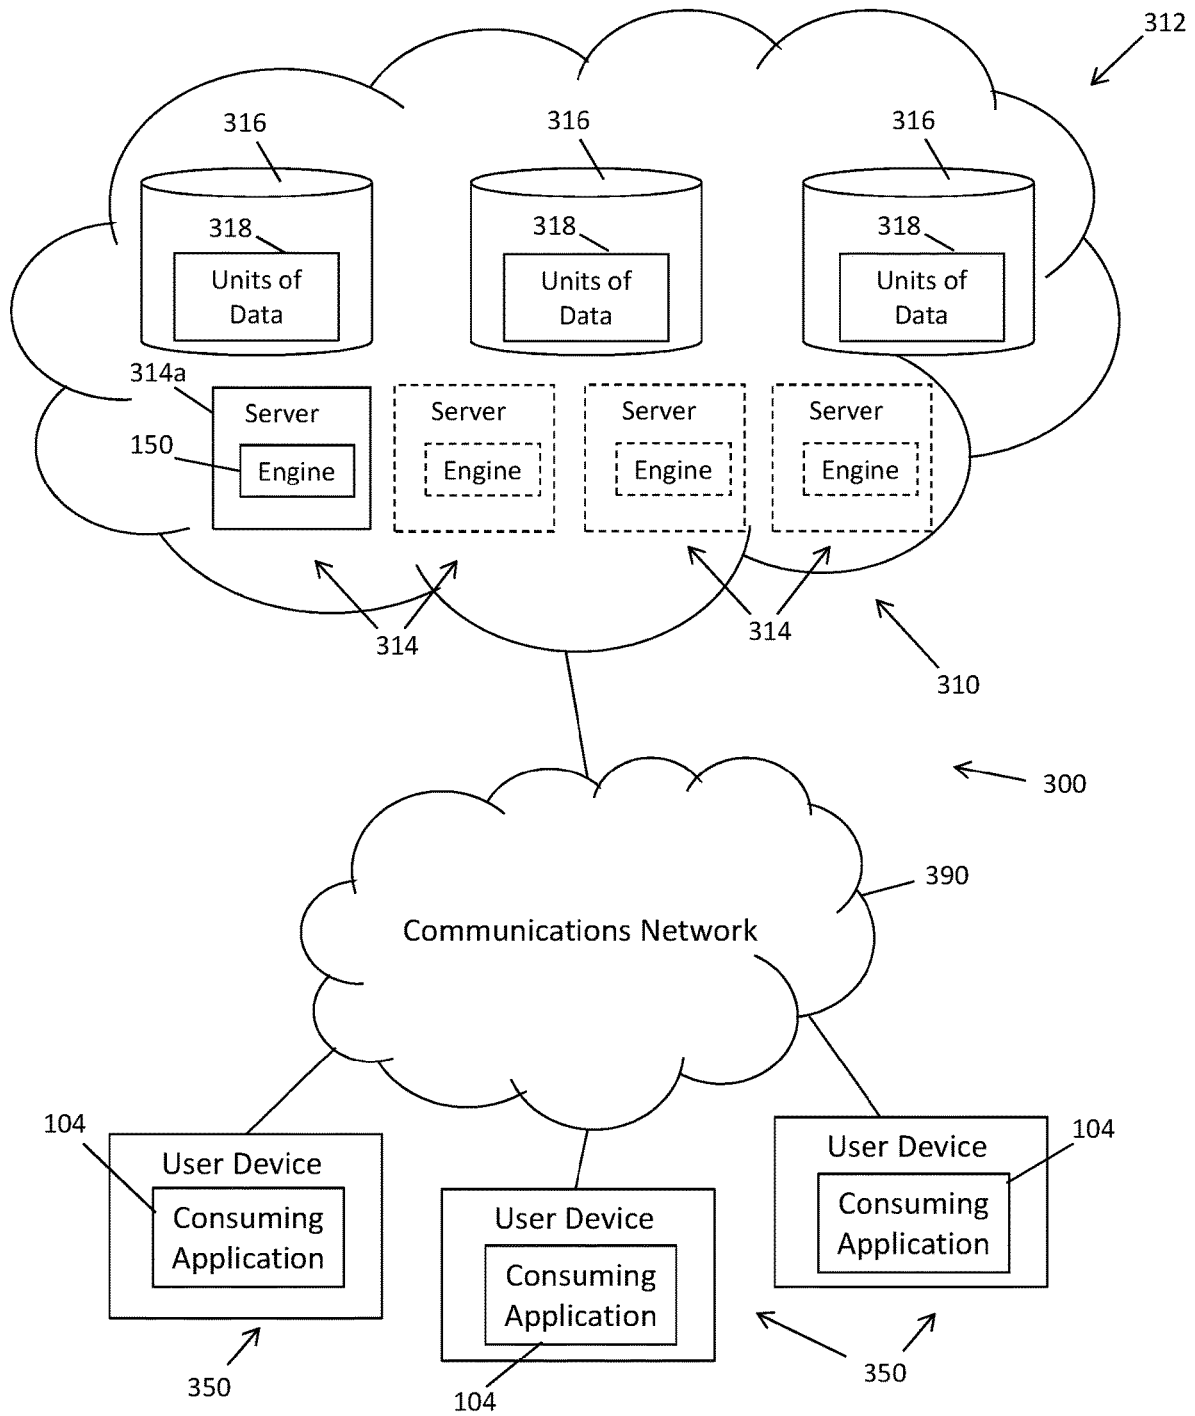 312
316
316
316
318
318
318
Units of
Data
Units of
Data
Units of
Data
314a
Server
Server
Server
Server
150
Engine
Engine
Engine
Engine
314
314
310
300
390
Communications Network
104
User Device
Consuming
Application
User Device
Consuming
Application
104
User Device
Consuming
Application
104
350
350